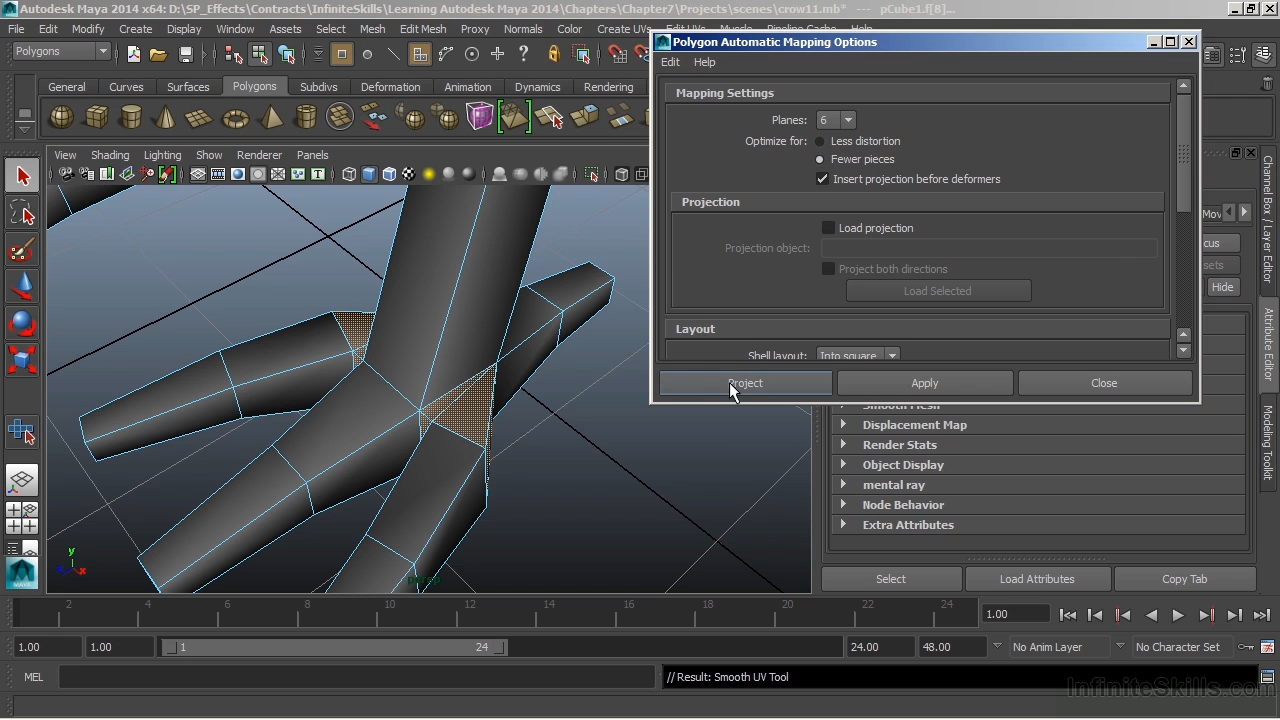 Autodesk Maya 2014 x64: D:\SP_Effects\Contracts\InfiniteSkills\Learning Autodesk Maya 2014\Chapters\Chapter7\Projects\scenes\crow11.mb* --- pCube1.f[8]...
File Edit Modify Create Display Window Assets Select Mesh Edit Mesh Proxy Normals Color Create UVs
Polygons
General Curves Surfaces Polygons Subdivs Deformation Animation Dynamics Rendering
View Shading Lighting Show Renderer Panels
Polygon Automatic Mapping Options
Edit Help
Mapping Settings
Planes: 6
Optimize for: Less distortion
Fewer pieces
Insert projection before deformers
Projection
Load projection
Projection object:
Project both directions
Load Selected
Layout
Shell layout: Into square
Project Apply Close
Mov
cus
sets
Hide
Channel Box / Layer Editor
Attribute Editor
Modeling Toolkit
Smooth Mesh
Displacement Map
Render Stats
Object Display
mental ray
Node Behavior
Extra Attributes
Select Load Attributes Copy Tab
y
x
persp
2 4 6 8 10 12 14 16 18 20 22 24
1.00
1.00 1.00 1 24 24.00 48.00 No Anim Layer No Character Set
MEL // Result: Smooth UV Tool
InfiniteSkills.com